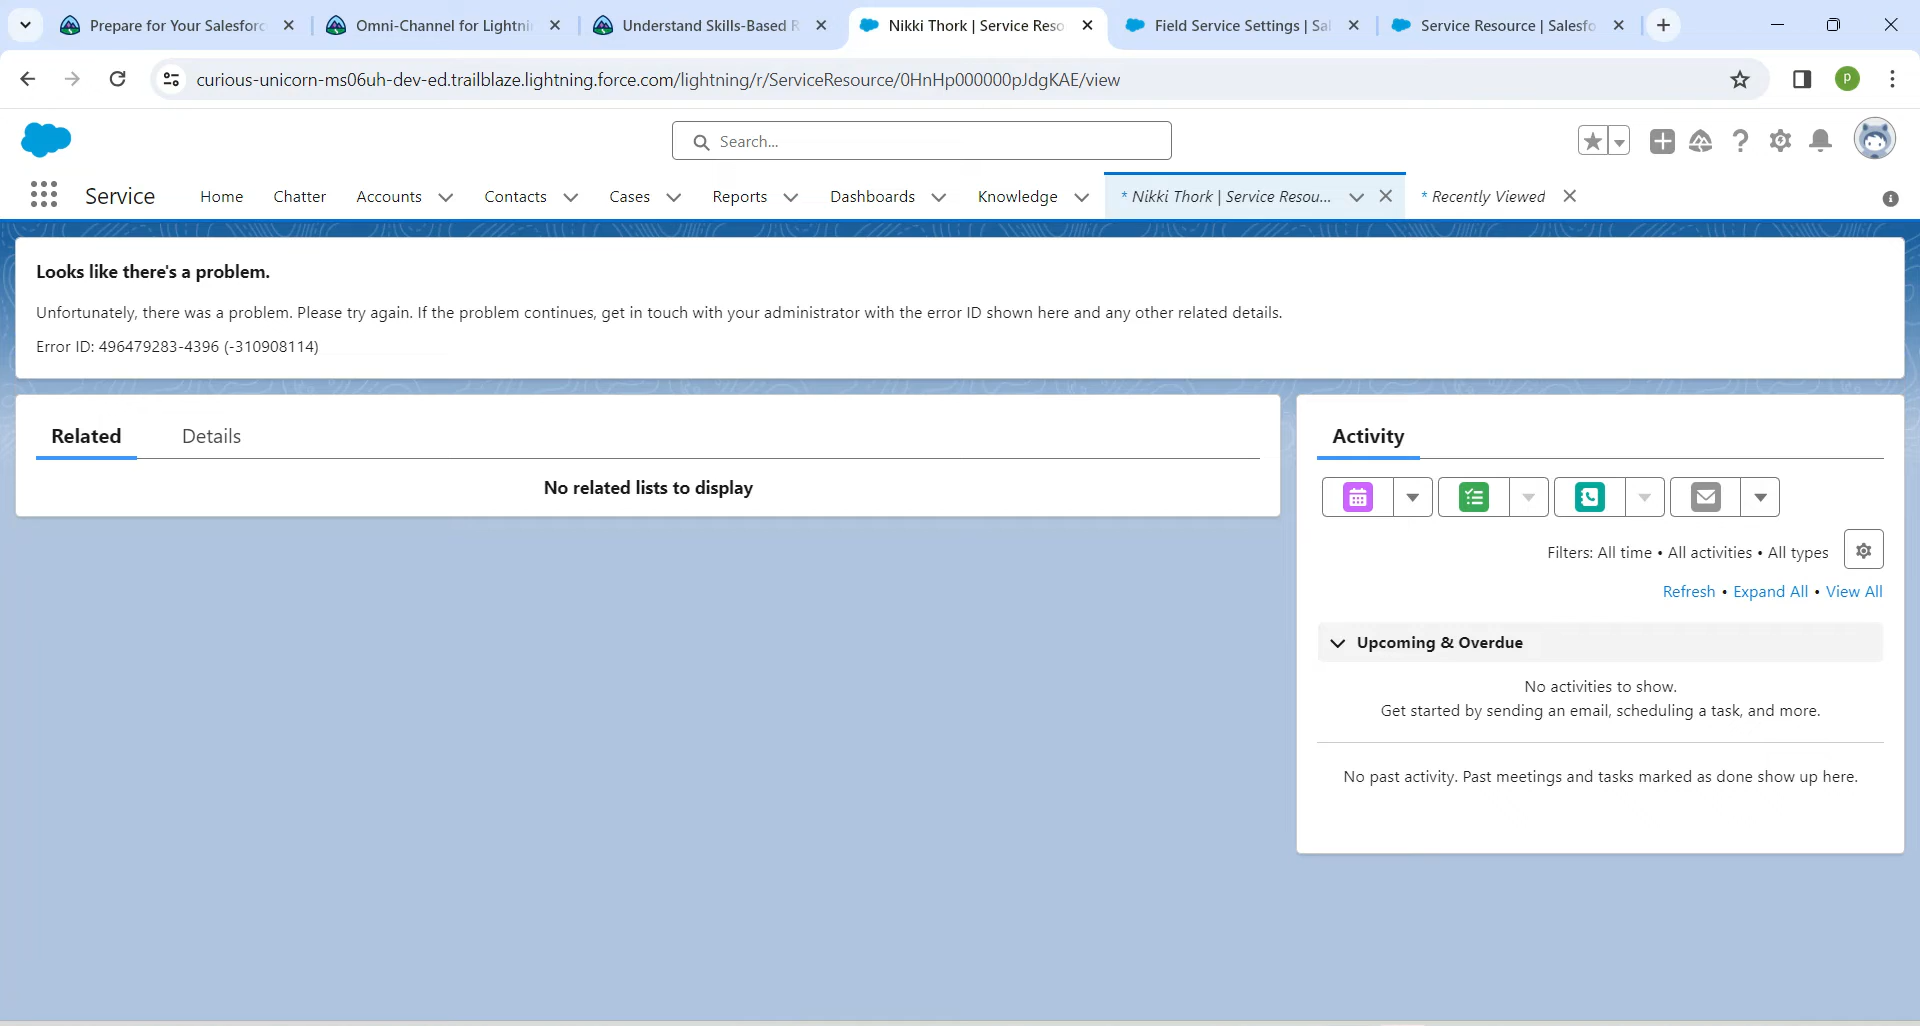 Prepare for Your Salesforc
Omni-Channel for Lightni
Understand Skills-Based R
Nikki Thork | Service Reso
Field Service Settings | Sal
Service Resource | Salesfo
curious-unicorn-ms06uh-dev-ed.trailblaze.lightning.force.com/lightning/r/ServiceResource/0HnHp000000pJdgKAE/view
P
Search...
Service
Home
Chatter
Accounts
Contacts
Cases
Reports
Dashboards
Knowledge
* Nikki Thork | Service Resou...
* Recently Viewed
Looks like there's a problem.
Unfortunately, there was a problem. Please try again. If the problem continues, get in touch with your administrator with the error ID shown here and any other related details.
Error ID: 496479283-4396 (-310908114)
Related
Details
No related lists to display
Activity
Filters: All time • All activities • All types
Refresh • Expand All • View All
Upcoming & Overdue
No activities to show.
Get started by sending an email, scheduling a task, and more.
No past activity. Past meetings and tasks marked as done show up here.